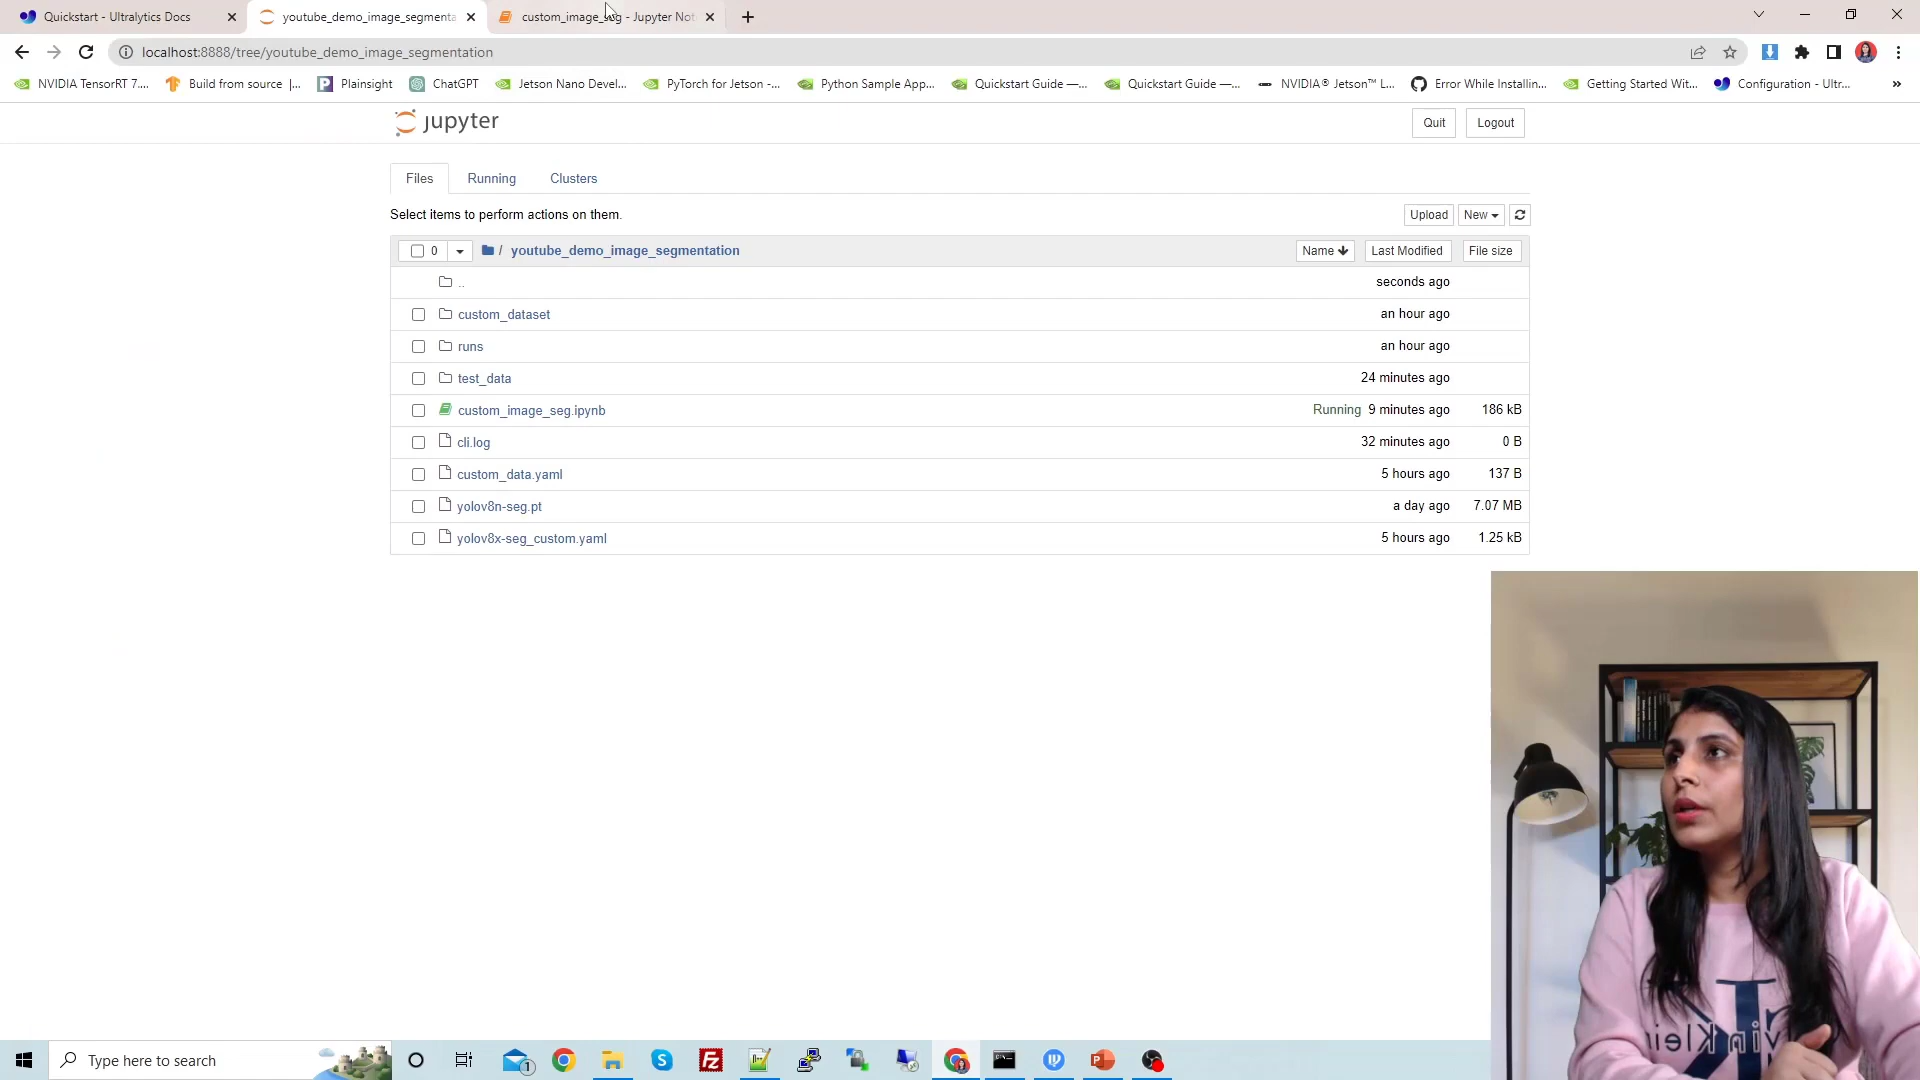 Quickstart - Ultralytics Docs
youtube_demo_image_segmenta
custom_image_seg - Jupyter Not
localhost:8888/tree/youtube_demo_image_segmentation
NVIDIA TensorRT 7....
Build from source |...
Plainsight
ChatGPT
Jetson Nano Devel...
PyTorch for Jetson -...
Python Sample App...
Quickstart Guide —...
Quickstart Guide —...
NVIDIA® Jetson™ L...
Error While Installin...
Getting Started Wit...
Configuration - Ultr...
»
jupyter
Quit
Logout
Files
Running
Clusters
Select items to perform actions on them.
Upload
New
0
/ youtube_demo_image_segmentation
Name
Last Modified
File size
.. seconds ago
custom_dataset an hour ago
runs an hour ago
test_data 24 minutes ago
custom_image_seg.ipynb Running 9 minutes ago 186 kB
cli.log 32 minutes ago 0 B
custom_data.yaml 5 hours ago 137 B
yolov8n-seg.pt a day ago 7.07 MB
yolov8x-seg_custom.yaml 5 hours ago 1.25 kB
Type here to search
1